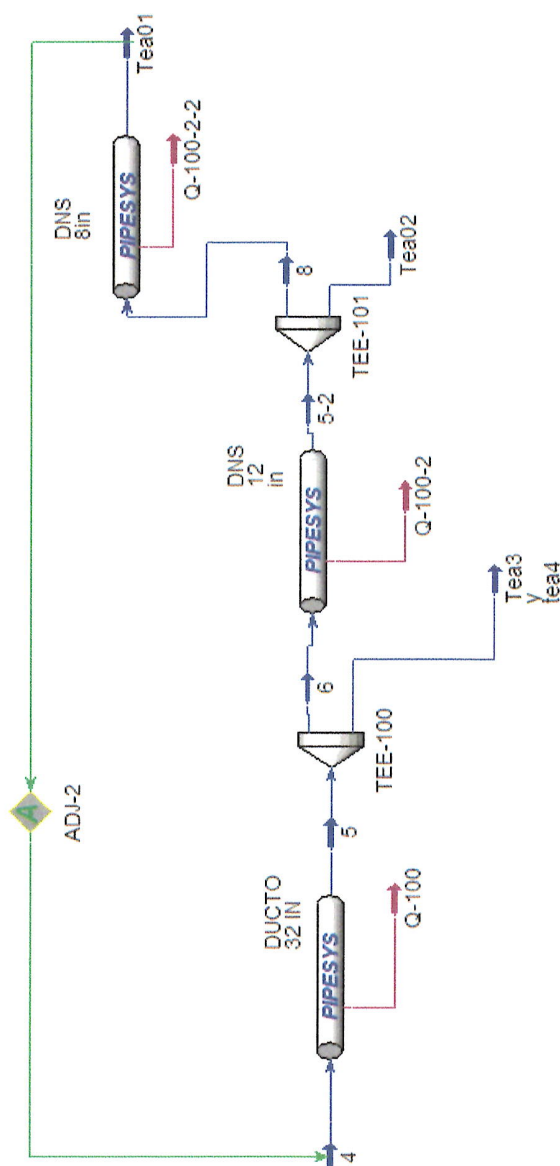 ADJ-2
A
DNS
8in
PIPESYS
Tea01
Q-100-2-2
8
TEE-101
Tea02
DNS
12
in
PIPESYS
5-2
Q-100-2
6
TEE-100
Tea3
y
tea4
DUCTO
32 IN
PIPESYS
5
Q-100
4